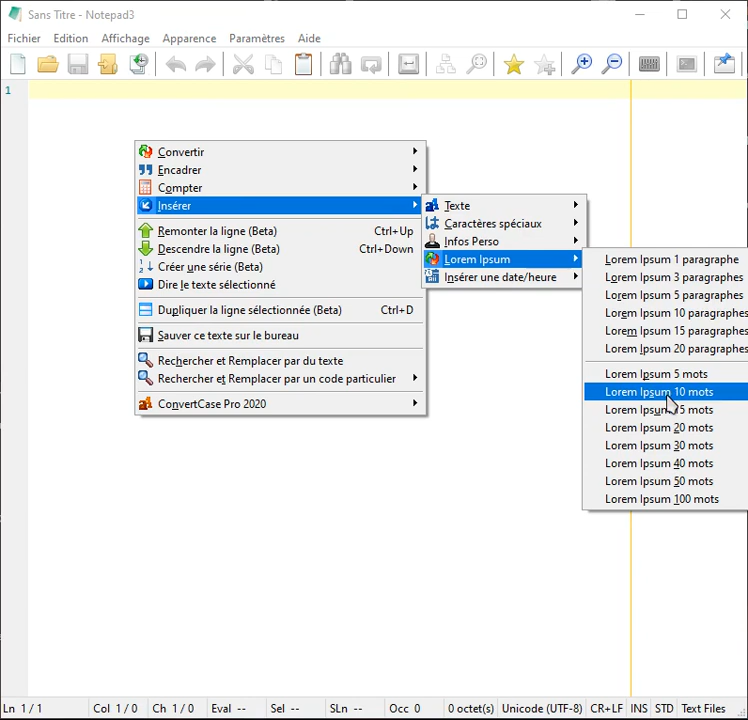 Sans Titre - Notepad3
Fichier Edition Affichage Apparence Paramètres Aide
1
Convertir
Encadrer
Compter
Insérer
Remonter la ligne (Beta) Ctrl+Up
Descendre la ligne (Beta) Ctrl+Down
Créer une série (Beta)
Dire le texte sélectionné
Dupliquer la ligne sélectionnée (Beta) Ctrl+D
Sauver ce texte sur le bureau
Rechercher et Remplacer par du texte
Rechercher et Remplacer par un code particulier
ConvertCase Pro 2020
Texte
Caractères spéciaux
Infos Perso
Lorem Ipsum
Insérer une date/heure
Lorem Ipsum 1 paragraphe
Lorem Ipsum 3 paragraphes
Lorem Ipsum 5 paragraphes
Lorem Ipsum 10 paragraphes
Lorem Ipsum 15 paragraphes
Lorem Ipsum 20 paragraphes
Lorem Ipsum 5 mots
Lorem Ipsum 10 mots
Lorem Ipsum 15 mots
Lorem Ipsum 20 mots
Lorem Ipsum 30 mots
Lorem Ipsum 40 mots
Lorem Ipsum 50 mots
Lorem Ipsum 100 mots
Ln 1 / 1 Col 1 / 0 Ch 1 / 0 Eval -- Sel -- SLn -- Occ 0 0 octet(s) Unicode (UTF-8) CR+LF INS STD Text Files